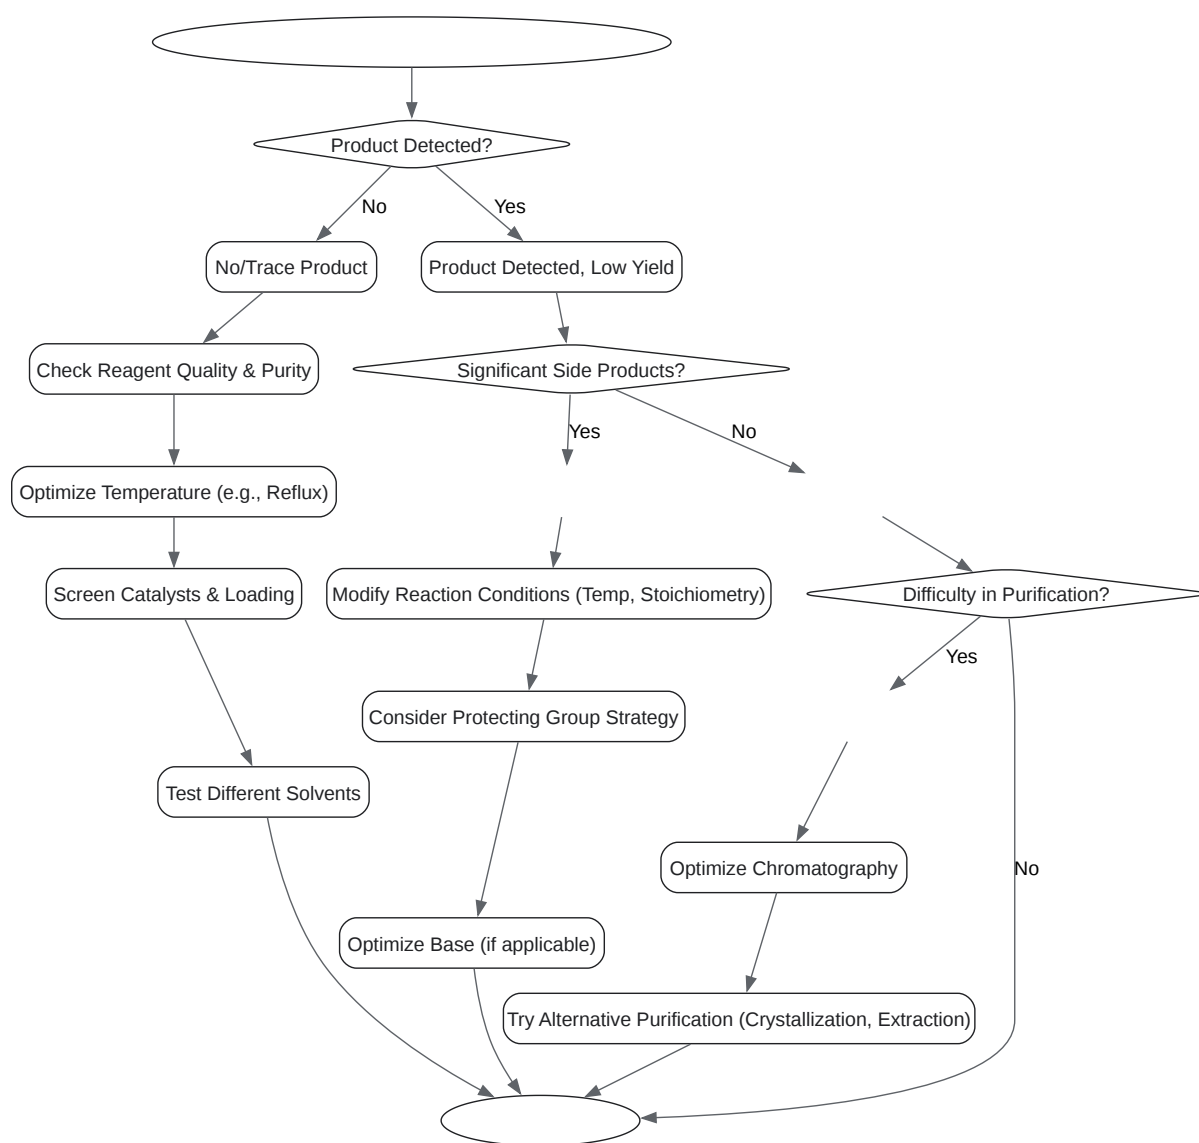 Product Detected?
No
Yes
No/Trace Product
Product Detected, Low Yield
Check Reagent Quality & Purity
Significant Side Products?
Yes
No
Optimize Temperature (e.g., Reflux)
Screen Catalysts & Loading
Modify Reaction Conditions (Temp, Stoichiometry)
Difficulty in Purification?
Yes
Consider Protecting Group Strategy
Test Different Solvents
Optimize Chromatography
No
Optimize Base (if applicable)
Try Alternative Purification (Crystallization, Extraction)